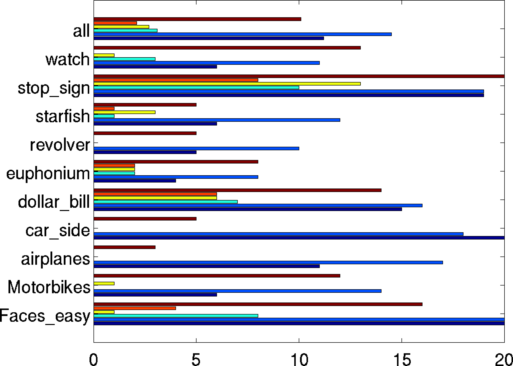 all
watch
stop_sign
starfish
revolver
euphonium
dollar_bill
car_side
airplanes
Motorbikes
Faces_easy
0 5 10 15 20